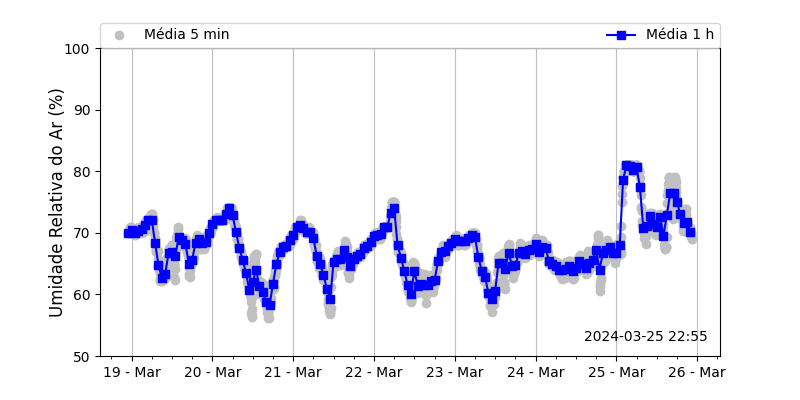 Média 5 min
Média 1 h
Umidade Relativa do Ar (%)
100
90
80
70
60
50
2024-03-25 22:55
19 - Mar
20 - Mar
21 - Mar
22 - Mar
23 - Mar
24 - Mar
25 - Mar
26 - Mar